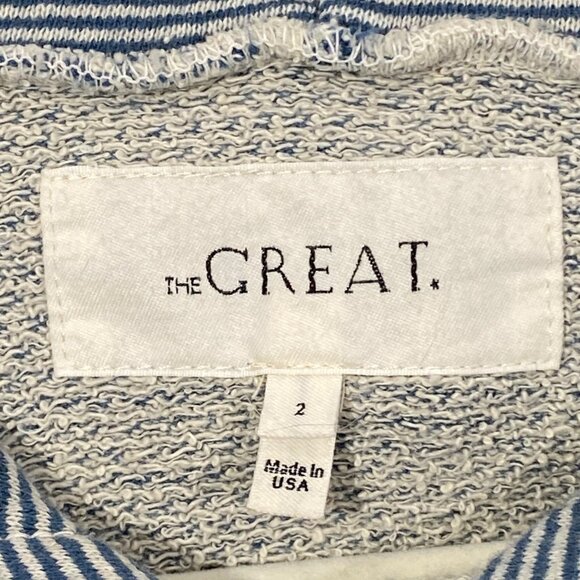 THE GREAT.
2
Made In
USA